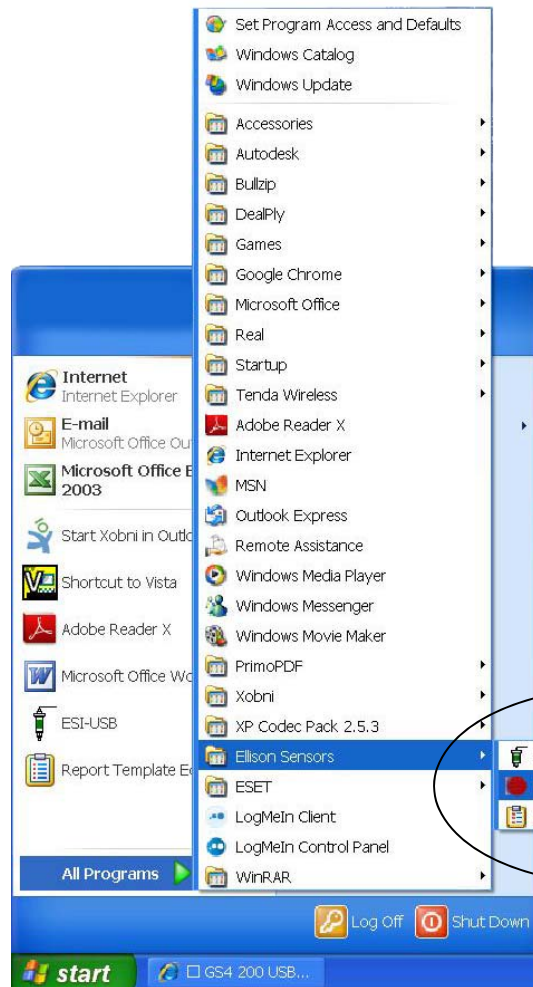 Set Program Access and Defaults
Windows Catalog
Windows Update
Accessories
Autodesk
Bullzip
DealPly
Games
Google Chrome
Microsoft Office
Real
Startup
Tenda Wireless
Adobe Reader X
Internet Explorer
MSN
Outlook Express
Remote Assistance
Windows Media Player
Windows Messenger
Windows Movie Maker
PrimoPDF
Xobni
XP Codec Pack 2.5.3
Ellison Sensors
ESET
LogMeIn Client
LogMeIn Control Panel
WinRAR
Internet
Internet Explorer
E-mail
Microsoft Office Ou
Microsoft Office E
2003
Start Xobni in Outlo
Shortcut to Vista
Adobe Reader X
Microsoft Office Wo
ESI-USB
Report Template Ed
All Programs
Log Off
Shut Down
start
GS4 200 USB...